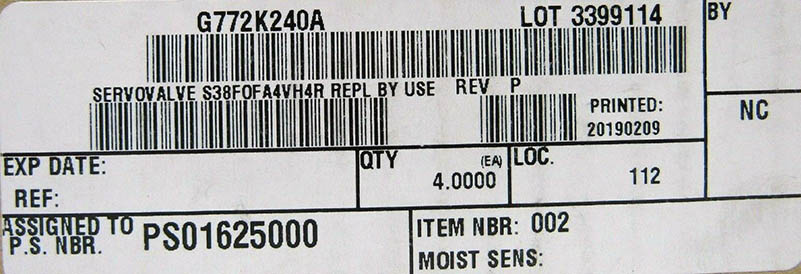 G772K240A LOT 3399114 BY
SERVOVALVE S38FOFA4VH4R REPL BY USE REV P
PRINTED: NC
20190209
EXP DATE: QTY (EA) LOC.
REF: 4.0000 112
ASSIGNED TO PS01625000 ITEM NBR: 002
P.S. NBR.
MOIST SENS: